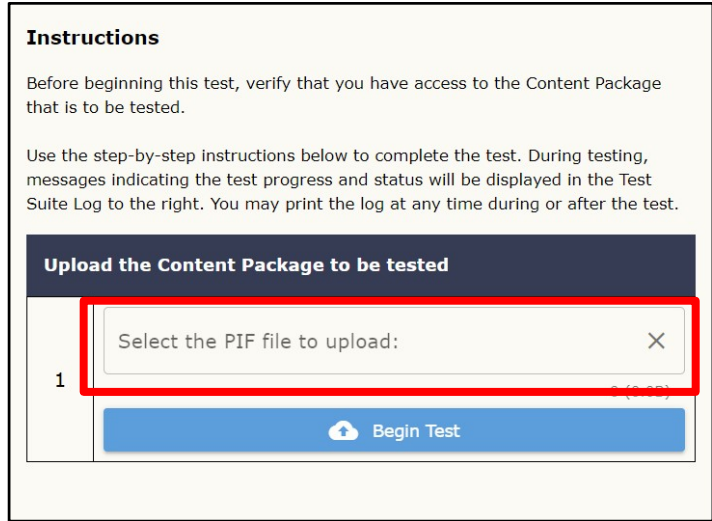 Instructions
Before beginning this test, verify that you have access to the Content Package
that is to be tested.
Use the step-by-step instructions below to complete the test. During testing,
messages indicating the test progress and status will be displayed in the Test
Suite Log to the right. You may print the log at any time during or after the test.
Upload the Content Package to be tested
Select the PIF file to upload:
1
Begin Test